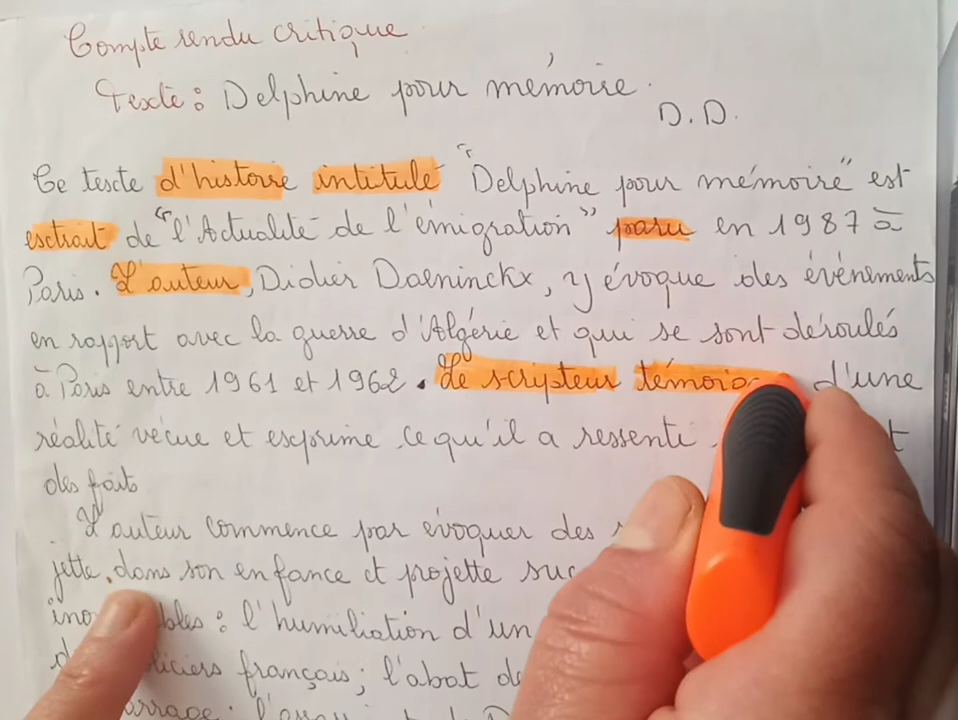 Compte rendu critique
Texte : Delphine pour mémoire.
D.D.
Ce texte d'histoire intitulé "Delphine pour mémoire" est
extrait de "l'Actualité de l'émigration" paru en 1987 à
Paris. L'auteur, Didier Daeninckx, y évoque des événements
en rapport avec la guerre d'Algérie et qui se sont déroulés
à Paris entre 1961 et 1962. Le scripteur témoig d'une
réalité vécue et exprime ce qu'il a ressenti
des faits
L'auteur commence par évoquer des
jette, dans son enfance et projette
: l'humiliation d'un
français ; l'abat de